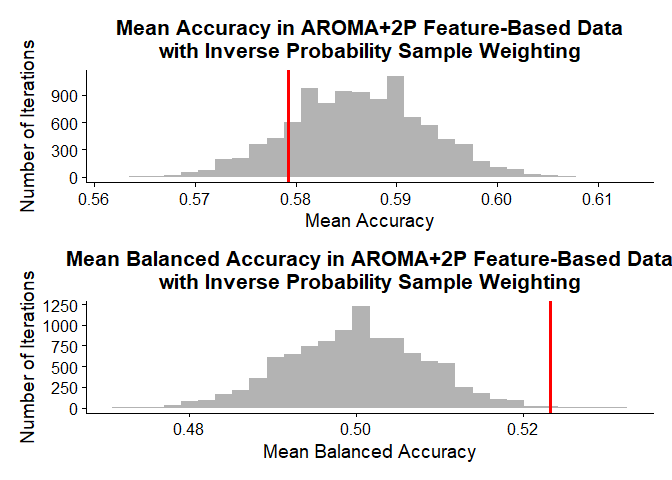 Mean Accuracy in AROMA+2P Feature-Based Data
with Inverse Probability Sample Weighting
Number of Iterations
900
600
300
0
0.56 0.57 0.58 0.59 0.60 0.61
Mean Accuracy
Mean Balanced Accuracy in AROMA+2P Feature-Based Data
with Inverse Probability Sample Weighting
Number of Iterations
1250
1000
750
500
250
0
0.48 0.50 0.52
Mean Balanced Accuracy